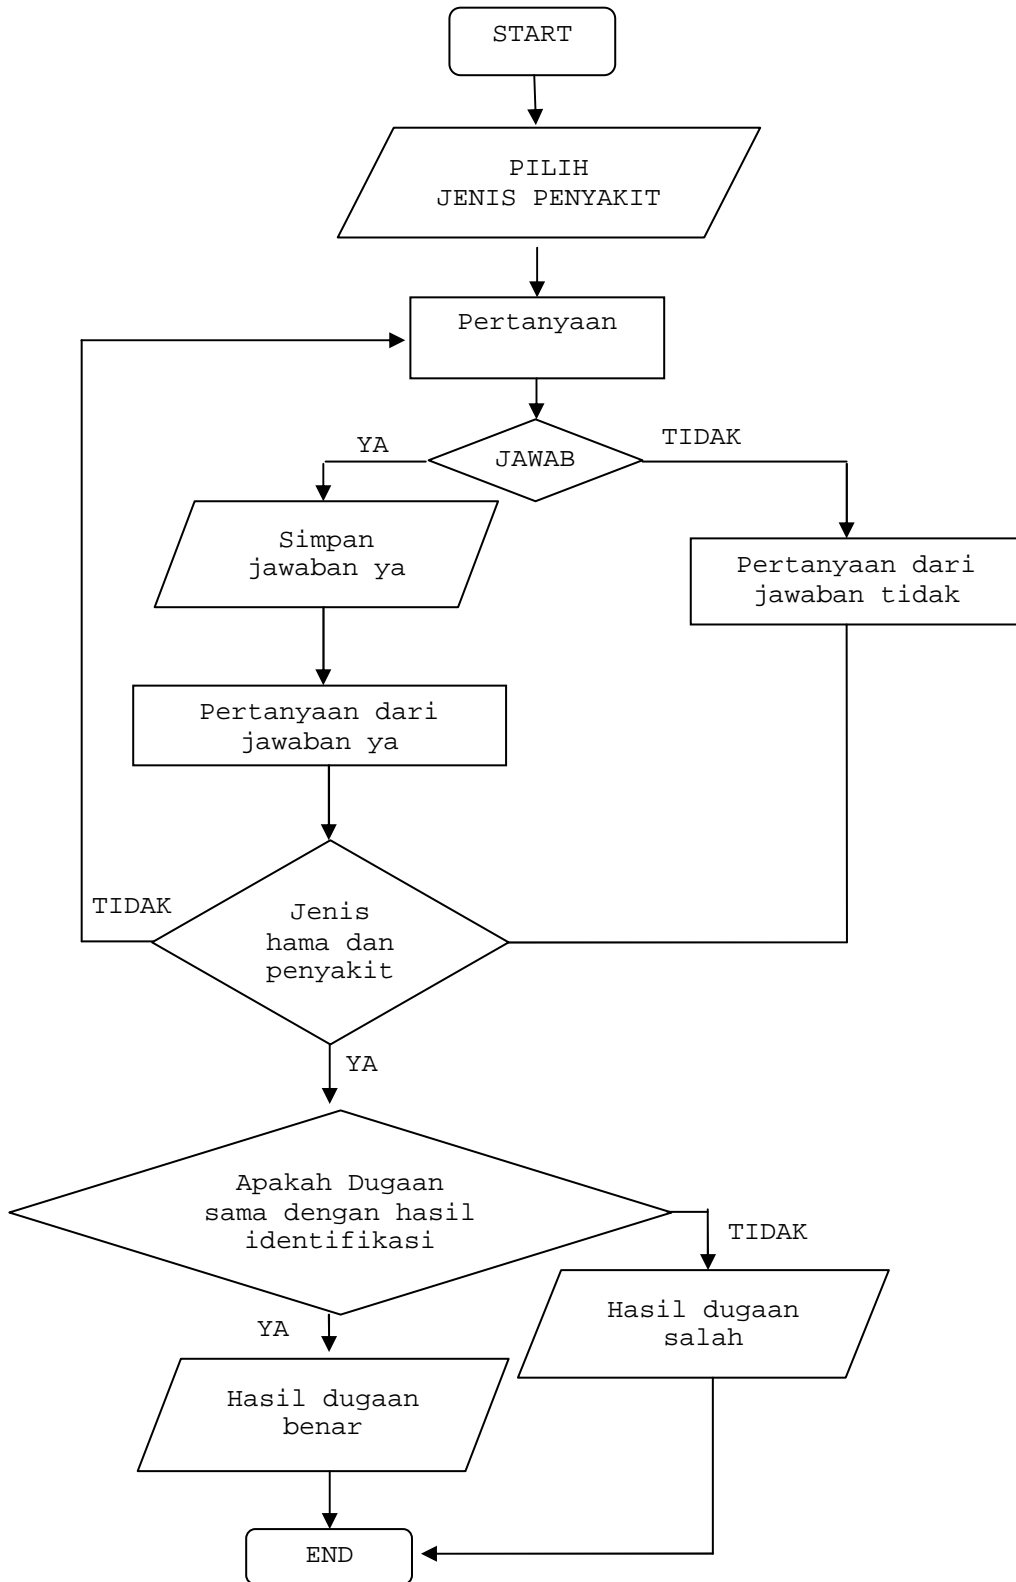 START
PILIH
JENIS PENYAKIT
Pertanyaan
YA
JAWAB
TIDAK
Simpan
jawaban ya
Pertanyaan dari
jawaban tidak
Pertanyaan dari
jawaban ya
TIDAK
Jenis
hama dan
penyakit
YA
Apakah Dugaan
sama dengan hasil
identifikasi
TIDAK
YA
Hasil dugaan
salah
Hasil dugaan
benar
END